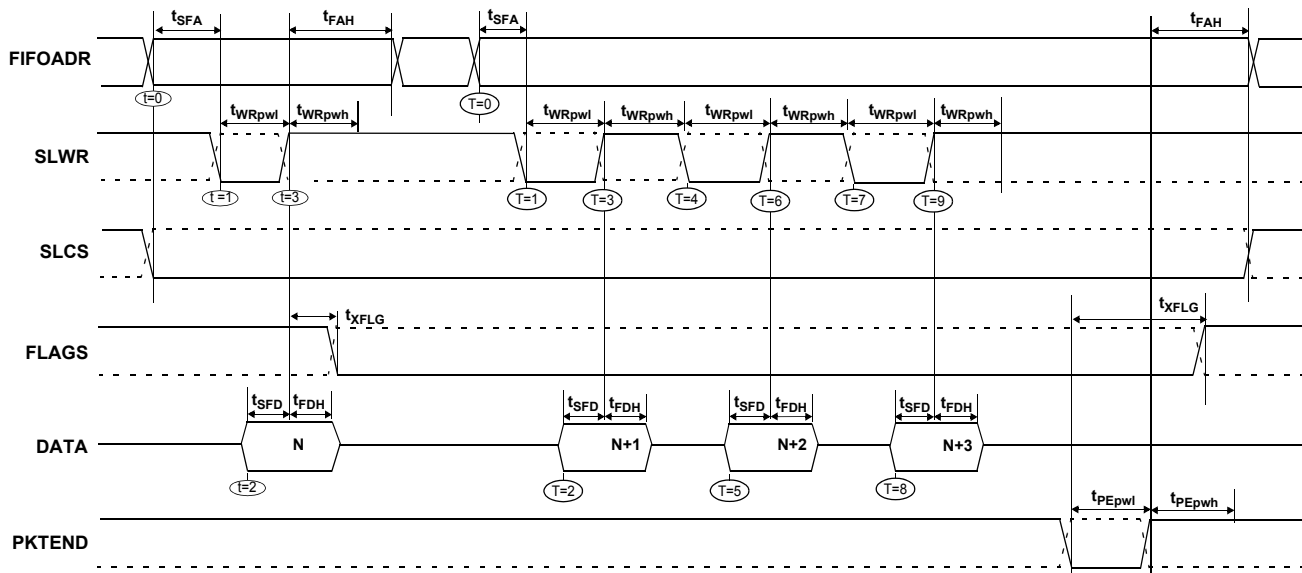 tSFA tFAH tSFA tFAH
FIFOADR
t=0 T=0
tWRpwl tWRpwh tWRpwl tWRpwh tWRpwl tWRpwh tWRpwl tWRpwh
SLWR
t=1 t=3 T=1 T=3 T=4 T=6 T=7 T=9
SLCS
tXFLG tXFLG
FLAGS
tSFD tFDH tSFD tFDH tSFD tFDH tSFD tFDH
DATA N N+1 N+2 N+3
t=2 T=2 T=5 T=8
tPEpwl tPEpwh
PKTEND